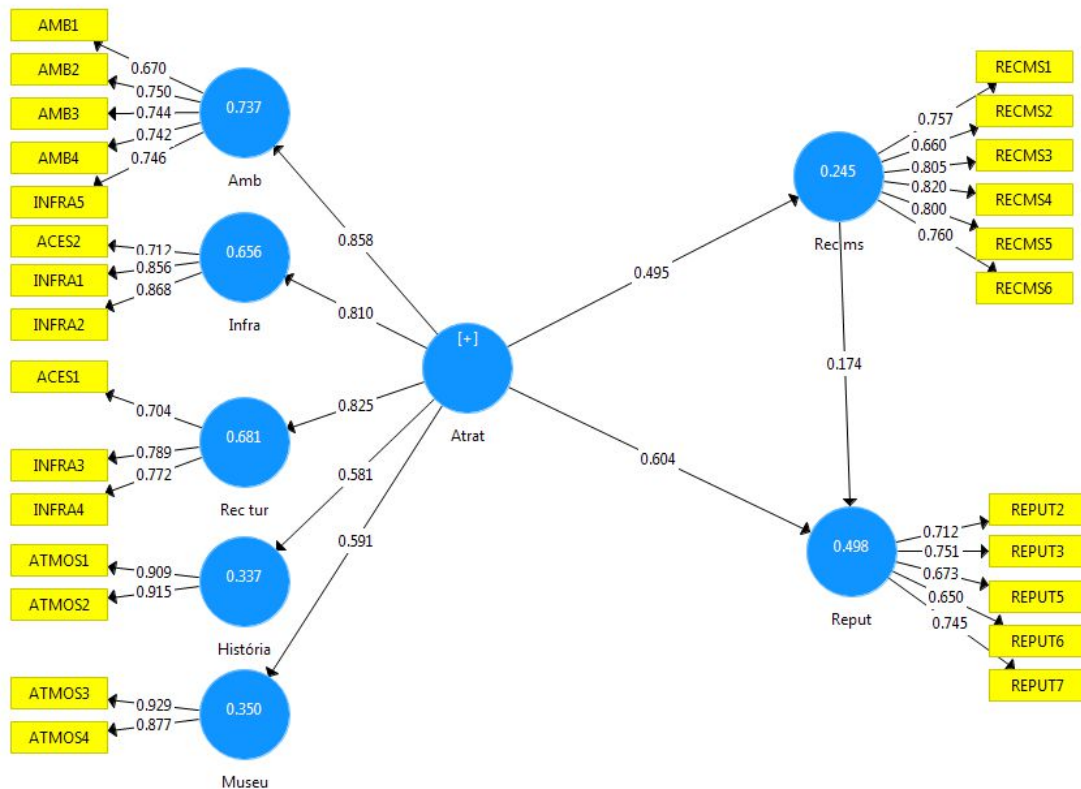 AMB1
AMB2
AMB3
AMB4
INFRA5
0.670
0.750
0.744
0.742
0.746
0.737
Amb
ACES2
INFRA1
INFRA2
0.712
0.856
0.868
0.656
Infra
ACES1
INFRA3
INFRA4
0.704
0.789
0.772
0.681
Rec tur
ATMOS1
ATMOS2
0.909
0.915
0.337
História
ATMOS3
ATMOS4
0.929
0.877
0.350
Museu
0.858
0.810
0.825
0.581
0.591
[+]
Atrat
0.495
0.604
0.174
0.245
0.757
0.660
0.805
0.820
0.800
0.760
RECMS1
RECMS2
RECMS3
RECMS4
RECMS5
RECMS6
0.498
Reput
0.712
0.751
0.673
0.650
0.745
REPUT2
REPUT3
REPUT5
REPUT6
REPUT7